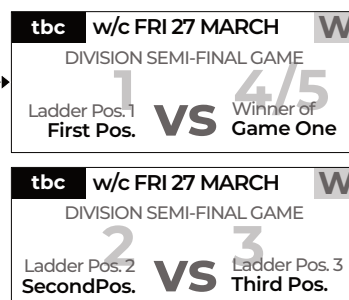 tbc w/c FRI 27 MARCH W
DIVISION SEMI-FINAL GAME
1 4/5
Ladder Pos. 1 VS Winner of
First Pos. Game One
tbc w/c FRI 27 MARCH W
DIVISION SEMI-FINAL GAME
2 3
Ladder Pos. 2 VS Ladder Pos. 3
SecondPos. Third Pos.